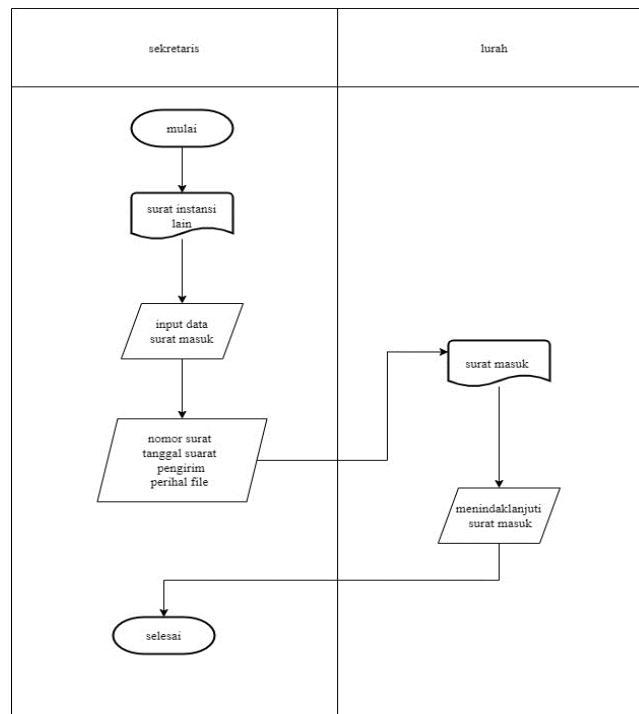 sekretaris
lurah
mulai
surat instansi
lain
input data
surat masuk
nomor surat
tanggal suarat
pengirim
perihal file
surat masuk
menindaklanjuti
surat masuk
selesai